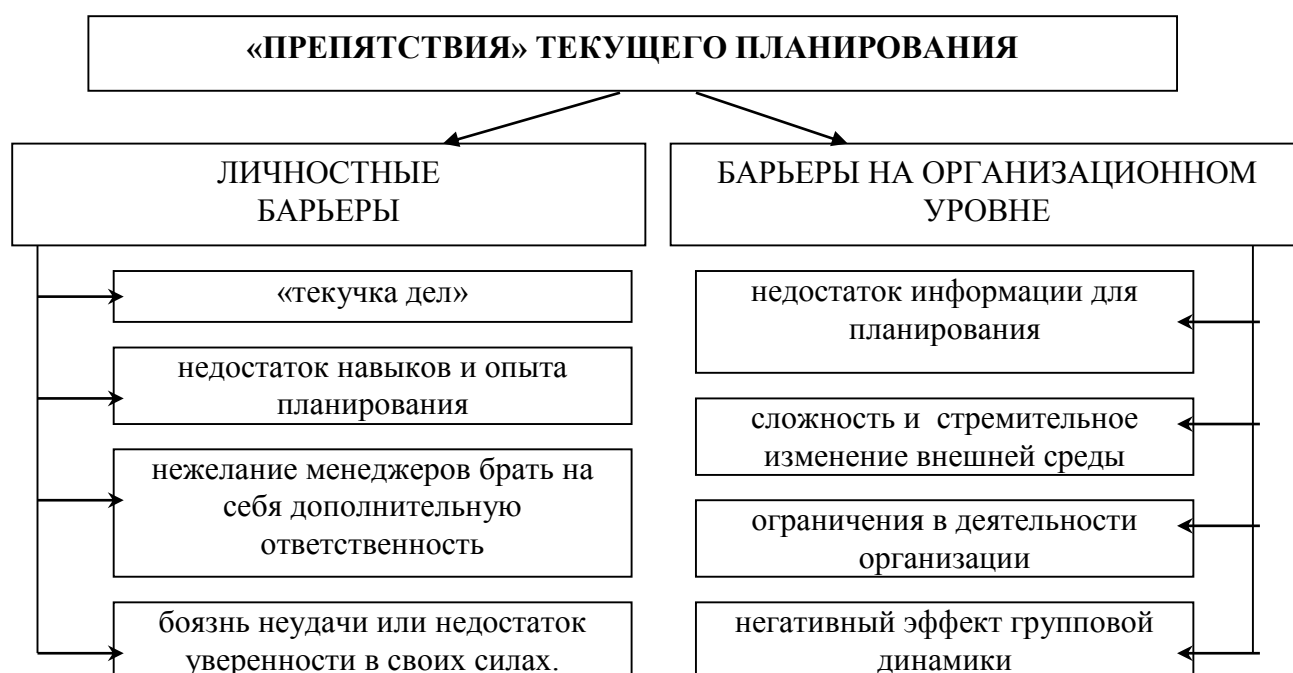 «ПРЕПЯТСТВИЯ» ТЕКУЩЕГО ПЛАНИРОВАНИЯ
ЛИЧНОСТНЫЕ
БАРЬЕРЫ
«текучка дел»
недостаток навыков и опыта
планирования
нежелание менеджеров брать на
себя дополнительную
ответственность
боязнь неудачи или недостаток
уверенности в своих силах.
БАРЬЕРЫ НА ОРГАНИЗАЦИОННОМ
УРОВНЕ
недостаток информации для
планирования
сложность и стремительное
изменение внешней среды
ограничения в деятельности
организации
негативный эффект групповой
динамики